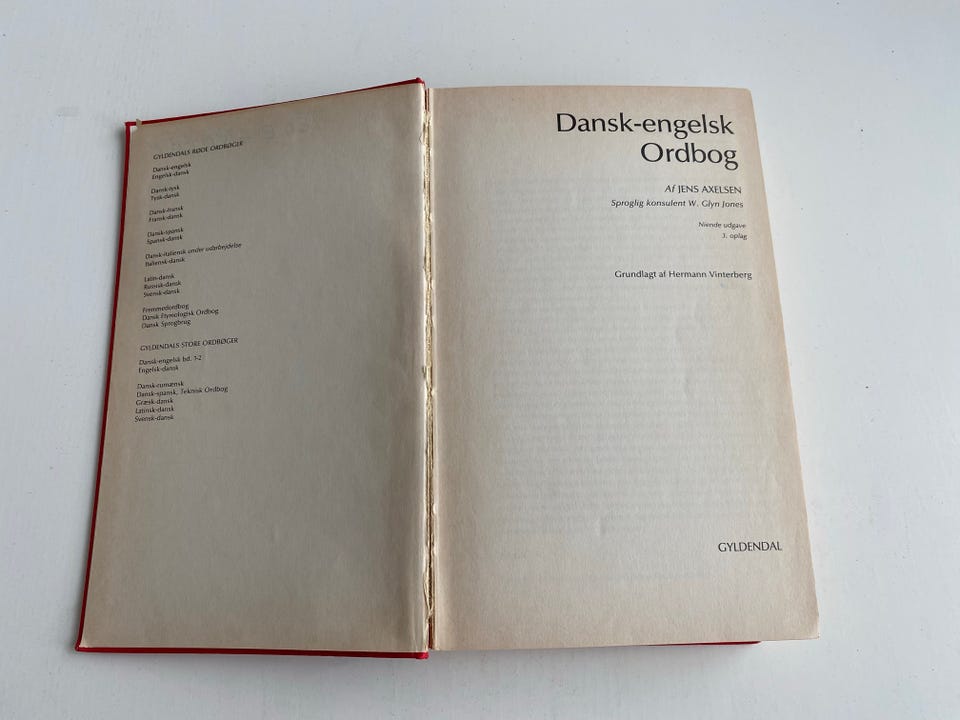 GYLDENDALS RØDE ORDBØGER
Dansk-engelsk
Engelsk-dansk
Dansk-tysk
Tysk-dansk
Dansk-fransk
Fransk-dansk
Dansk-spansk
Spansk-dansk
Dansk-italiensk under udarbejdelse
Italiensk-dansk
Latin-dansk
Russisk-dansk
Svensk-dansk
Fremmedordbog
Dansk Etymologisk Ordbog
Dansk Sprogbrug
GYLDENDALS STORE ORDBØGER
Dansk-engelsk bd. 1-2
Engelsk-dansk
Dansk-rumænsk
Dansk-spansk, Teknisk Ordbog
Græsk-dansk
Latinsk-dansk
Svensk-dansk
Dansk-engelsk
Ordbog
Af JENS AXELSEN
Sproglig konsulent W. Glyn Jones
Niende udgave
3. oplag
Grundlagt af Hermann Vinterberg
GYLDENDAL